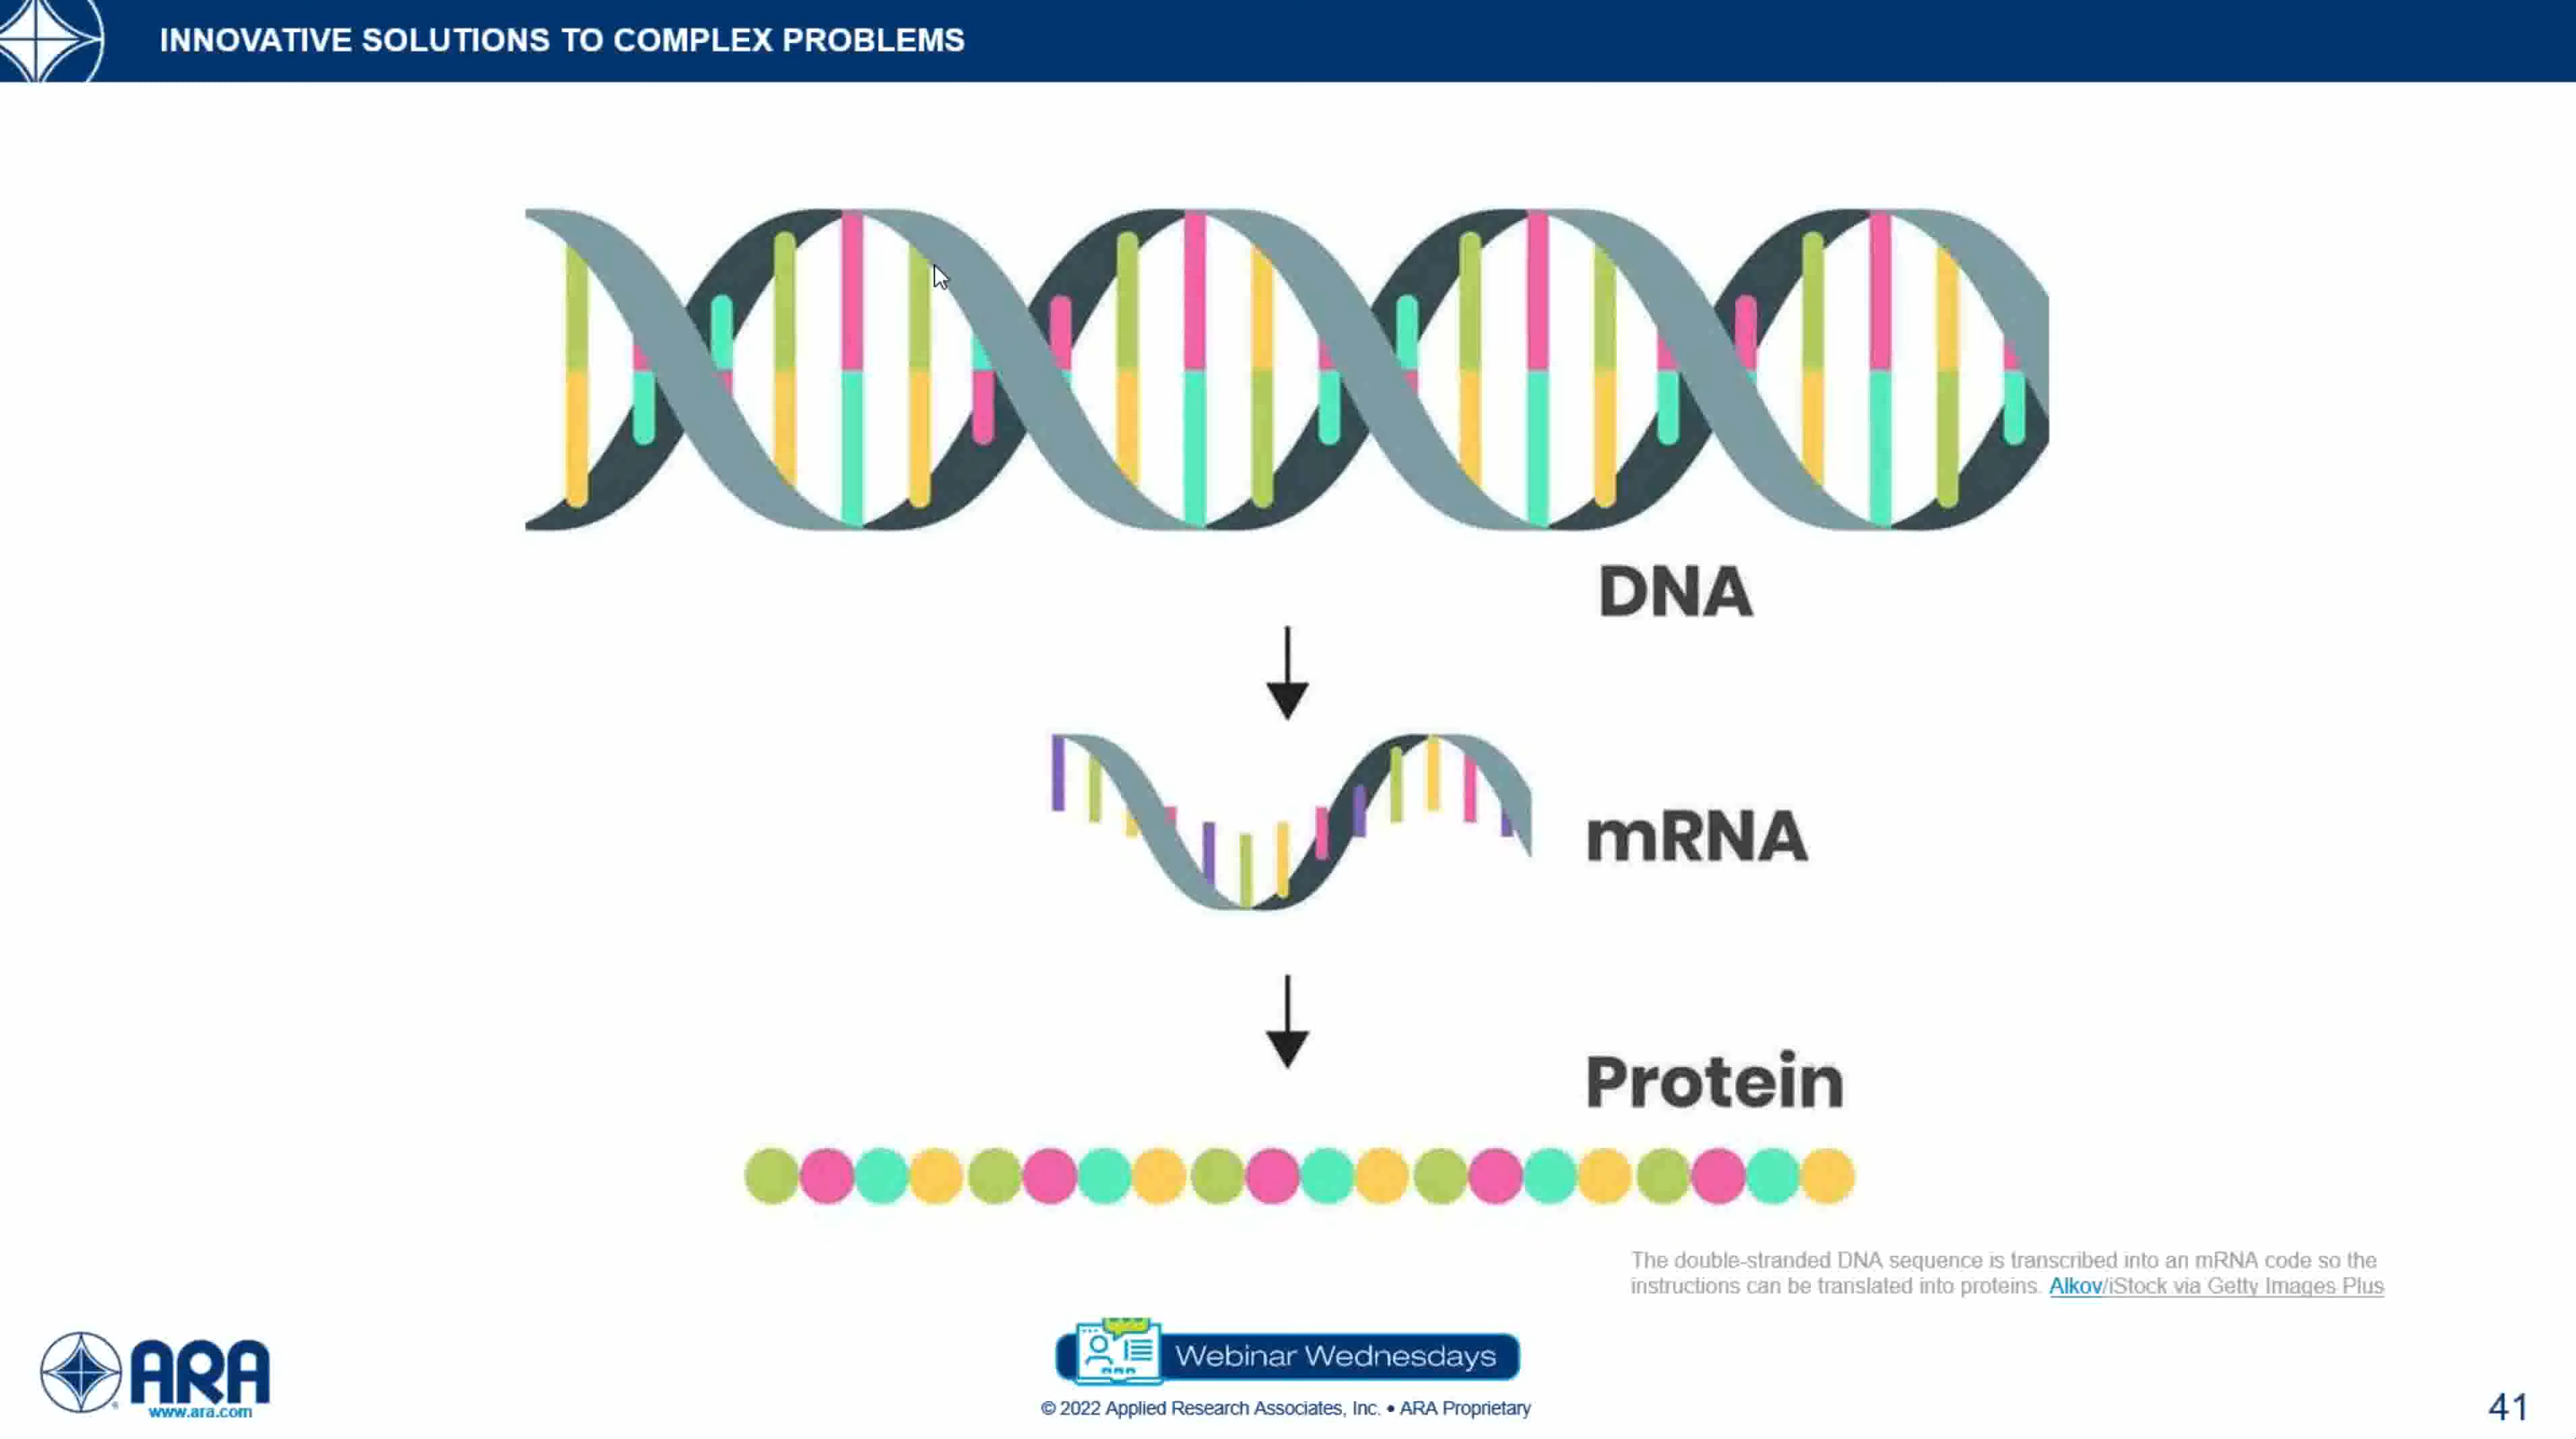 INNOVATIVE SOLUTIONS TO COMPLEX PROBLEMS
DNA
mRNA
Protein
The double-stranded DNA sequence is transcribed into an mRNA code so the
instructions can be translated into proteins. Alkov/iStock via Getty Images Plus
ARA
www.ara.com
Webinar Wednesdays
© 2022 Applied Research Associates, Inc. • ARA Proprietary
41